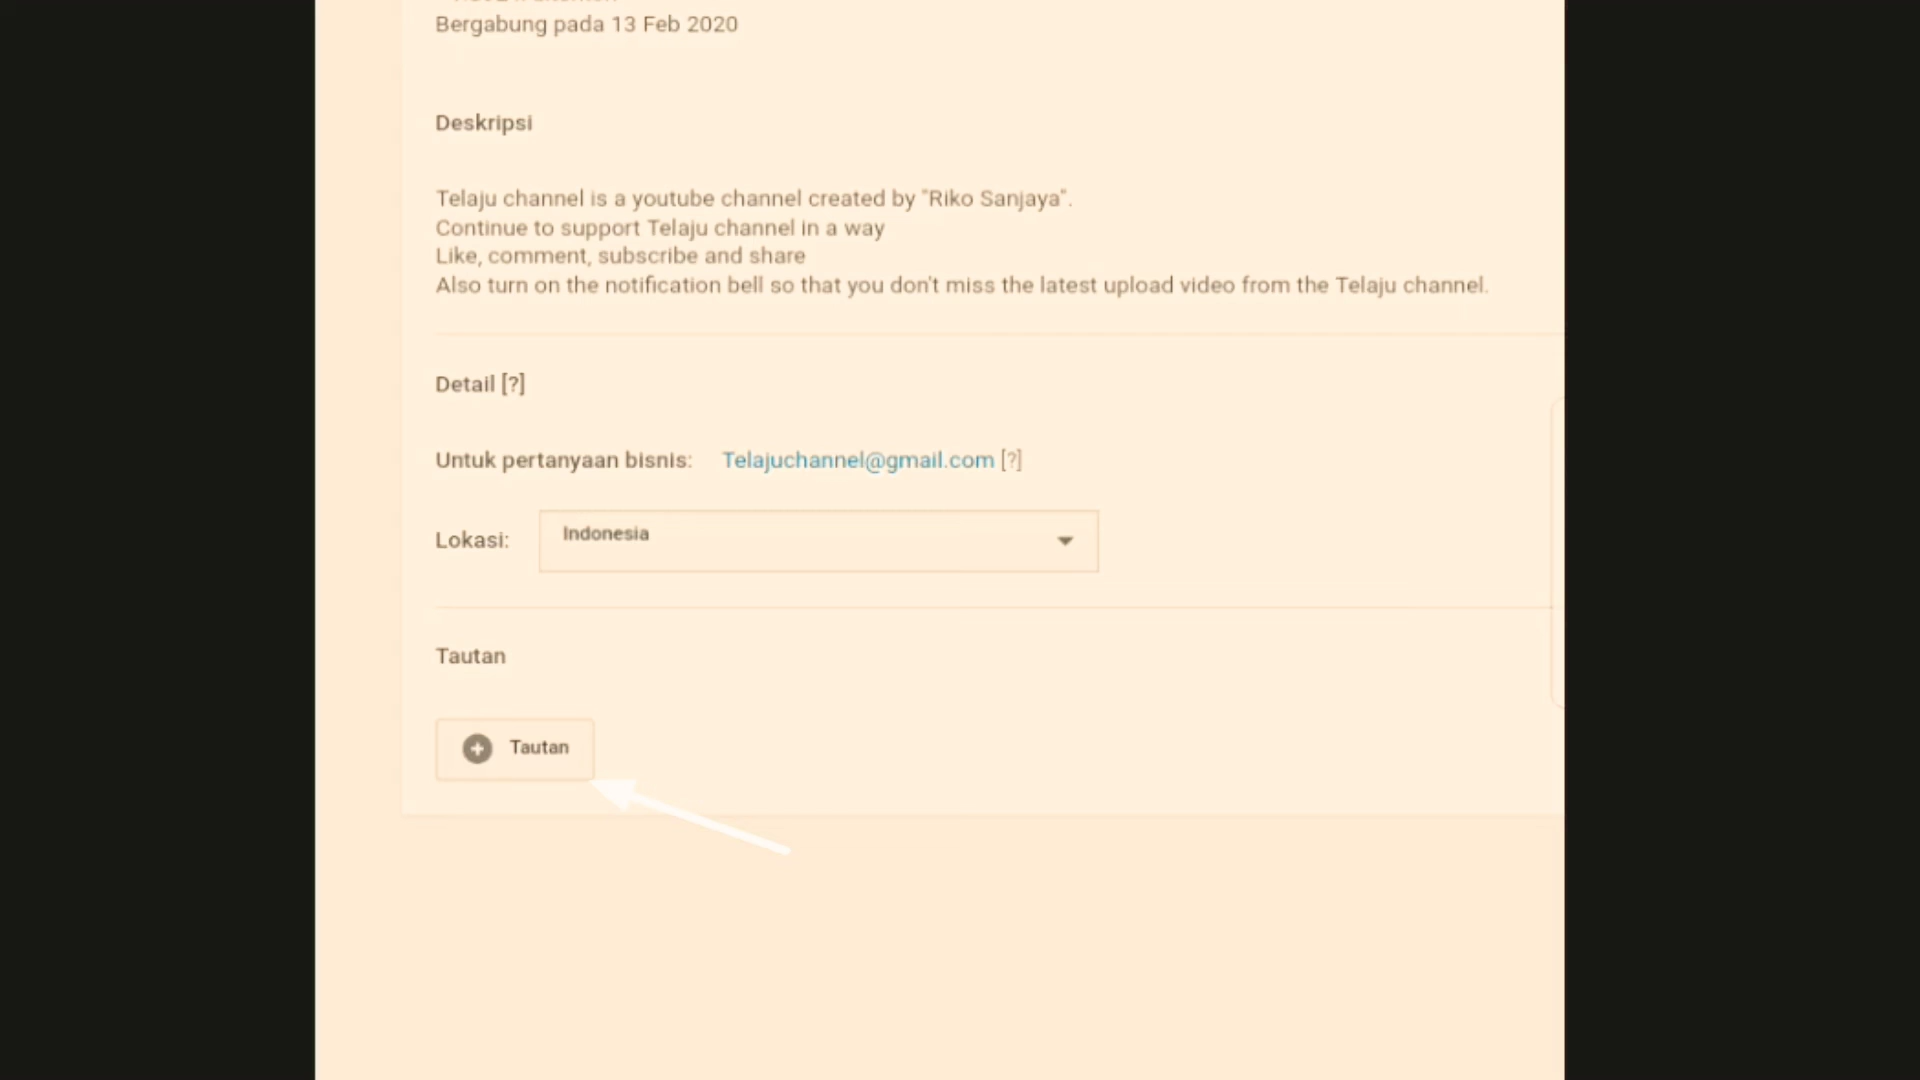 Bergabung pada 13 Feb 2020
Deskripsi
Telaju channel is a youtube channel created by "Riko Sanjaya".
Continue to support Telaju channel in a way
Like, comment, subscribe and share
Also turn on the notification bell so that you don't miss the latest upload video from the Telaju channel.
Detail [?]
Untuk pertanyaan bisnis: Telajuchannel@gmail.com [?]
Lokasi: Indonesia
Tautan
Tautan